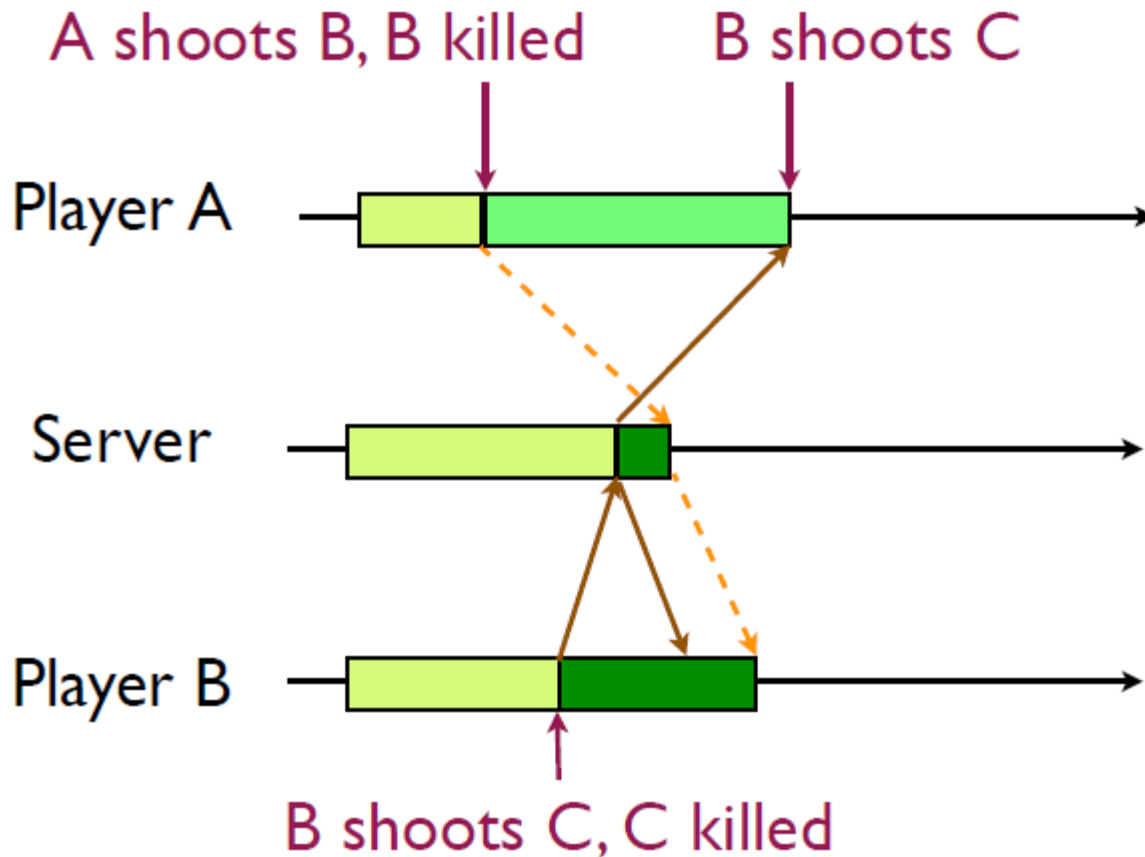 A shoots B, B killed
B shoots C
Player A
Server
Player B
B shoots C, C killed